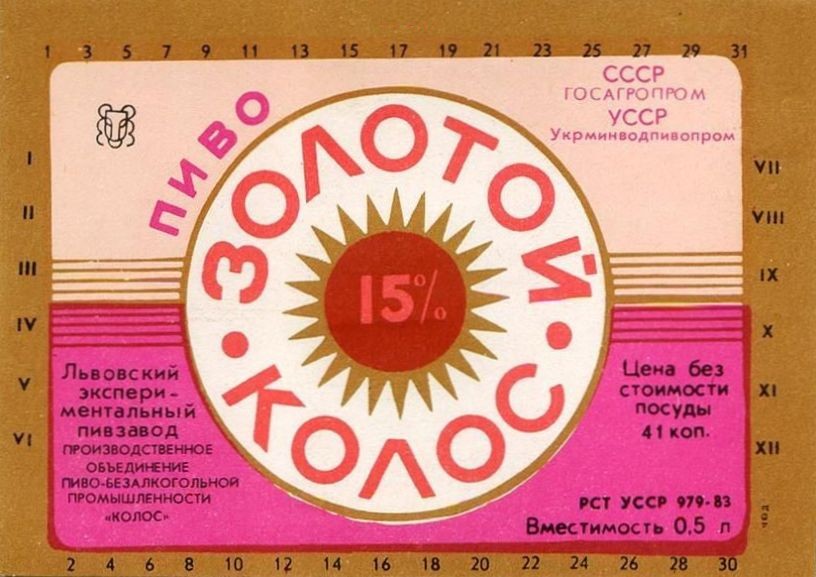 1 3 5 7 9 11 13 15 17 19 21 23 25 27 29 31
СССР
ГОСАГРОПРОМ
УССР
Укрминводпивопром
ПИВО
ЗОЛОТОЙ
• КОЛОС •
15%
I
II
III
IV
V
VI
VII
VIII
IX
X
XI
XII
Львовский
экспери-
ментальный
пивзавод
ПРОИЗВОДСТВЕННОЕ
ОБЪЕДИНЕНИЕ
ПИВО-БЕЗАЛКОГОЛЬНОЙ
ПРОМЫШЛЕННОСТИ
«КОЛОС»
Цена без
стоимости
посуды
41 коп.
РСТ УССР 979-83
Вместимость 0,5 л
2 4 6 8 10 12 14 16 18 20 22 24 26 28 30